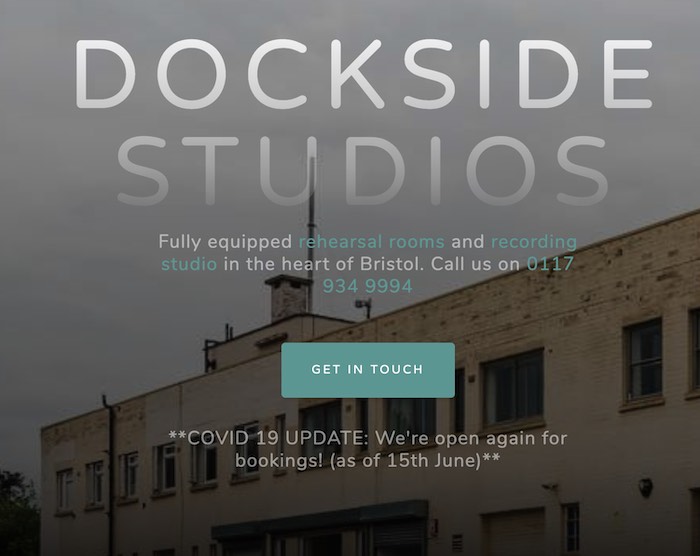 DOCKSIDE
STUDIOS
Fully equipped rehearsal rooms and recording
studio in the heart of Bristol. Call us on 0117
934 9994
GET IN TOUCH
**COVID 19 UPDATE: We're open again for
bookings! (as of 15th June)**